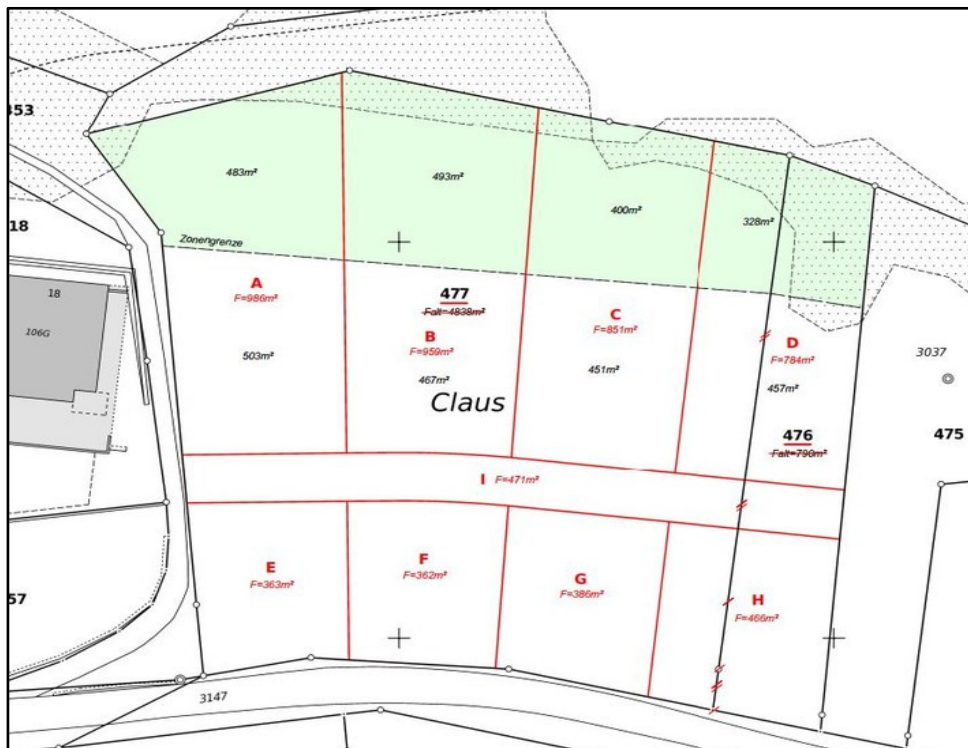 453
483m²
493m²
400m²
328m²
18
Zonengrenze
18
106G
A
F=986m²
477
Falt=4838m²
B
F=959m²
C
F=851m²
D
F=784m²
3037
503m²
467m²
451m²
457m²
Claus
476
Falt=790m²
475
I F=471m²
E
F=363m²
F
F=362m²
G
F=386m²
H
F=466m²
57
3147